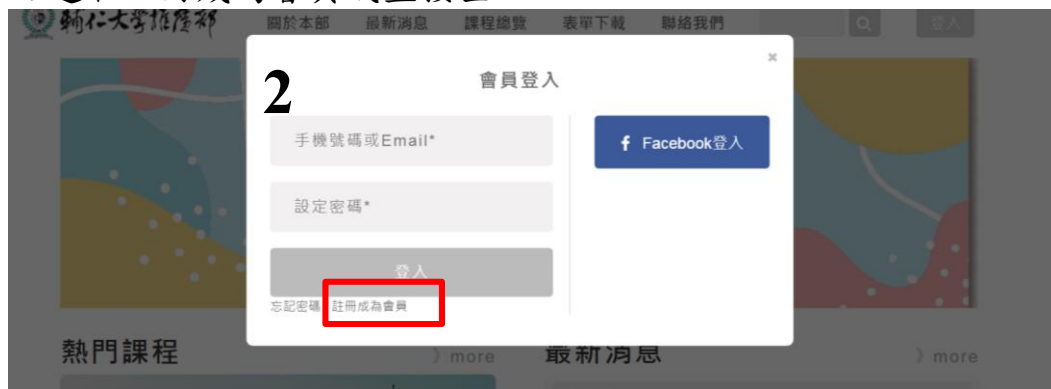 輔仁大学推廣部 關於本部 最新消息 課程總覽 表單下載 聯絡我們 登入
×
2 會員登入
手機號碼或Email*
f Facebook登入
設定密碼*
登入
忘記密碼 註冊成為會員
熱門課程 》more 最新消息 》more